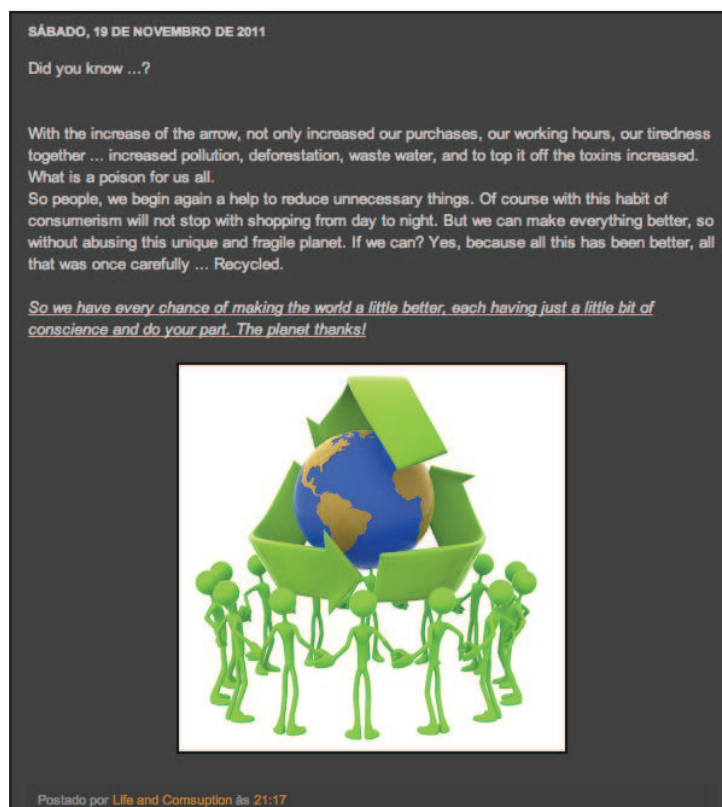 SÁBADO, 19 DE NOVEMBRO DE 2011
Did you know ...?
With the increase of the arrow, not only increased our purchases, our working hours, our tiredness
together ... increased pollution, deforestation, waste water, and to top it off the toxins increased.
What is a poison for us all.
So people, we begin again a help to reduce unnecessary things. Of course with this habit of
consumerism will not stop with shopping from day to night. But we can make everything better, so
without abusing this unique and fragile planet. If we can? Yes, because all this has been better, all
that was once carefully ... Recycled.
So we have every chance of making the world a little better, each having just a little bit of
conscience and do your part. The planet thanks!
Postado por Life and Comsuption às 21:17